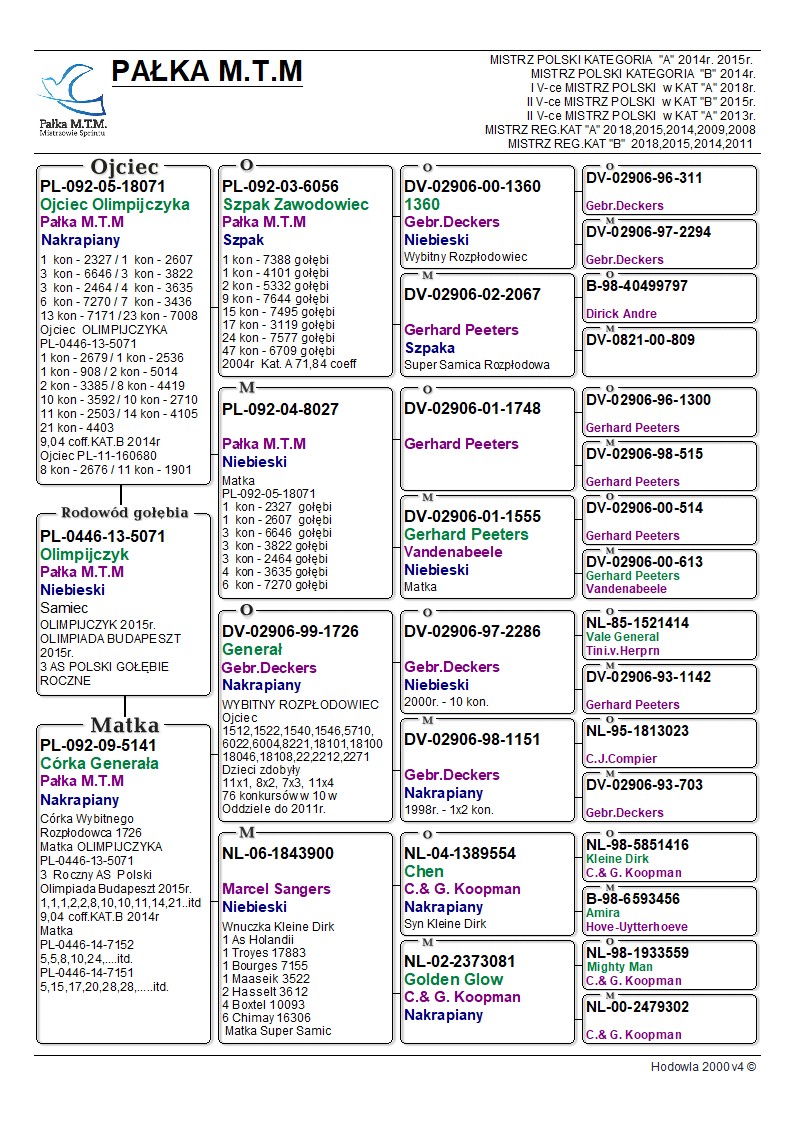 PAŁKA M.T.M
MISTRZ POLSKI KATEGORIA "A" 2014r. 2015r.
MISTRZ POLSKI KATEGORIA "B" 2014r.
I V-ce MISTRZ POLSKI w KAT "A" 2018r.
II V-ce MISTRZ POLSKI w KAT "B" 2015r.
II V-ce MISTRZ POLSKI w KAT "A" 2013r.
MISTRZ REG.KAT "A" 2018,2015,2014,2009,2008
MISTRZ REG.KAT "B" 2018,2015,2014,2011
Pałka M.T.M.
Mistrzowie Sprintu
Ojciec
PL-092-05-18071
Ojciec Olimpijczyka
Pałka M.T.M
Nakrapiany
1 kon - 2327 / 1 kon - 2607
3 kon - 6646 / 3 kon - 3822
3 kon - 2464 / 4 kon - 3635
6 kon - 7270 / 7 kon - 3436
13 kon - 7171 / 23 kon - 7008
Ojciec OLIMPIJCZYKA
PL-0446-13-5071
1 kon - 2679 / 1 kon - 2536
1 kon - 908 / 2 kon - 5014
2 kon - 3385 / 8 kon - 4419
10 kon - 3592 / 10 kon - 2710
11 kon - 2503 / 14 kon - 4105
21 kon - 4403
9,04 coff.KAT.B 2014r
Ojciec PL-11-160680
8 kon - 2676 / 11 kon - 1901
Rodowód gołębia
PL-0446-13-5071
Olimpijczyk
Pałka M.T.M
Niebieski
Samiec
OLIMPIJCZYK 2015r.
OLIMPIADA BUDAPESZT
2015r.
3 AS POLSKI GOŁĘBIE
ROCZNE
Matka
PL-092-09-5141
Córka Generała
Pałka M.T.M
Nakrapiany
Córka Wybitnego
Rozpłodowca 1726
Matka OLIMPIJCZYKA
PL-0446-13-5071
3 Roczny AS Polski
Olimpiada Budapeszt 2015r.
1,1,1,2,2,8,10,10,11,14,21..itd
9,04 coff.KAT.B 2014r
Matka
PL-0446-14-7152
5,5,8,10,24,....itd.
PL-0446-14-7151
5,15,17,20,28,28,.....itd.
O
PL-092-03-6056
Szpak Zawodowiec
Pałka M.T.M
Szpak
1 kon - 7388 gołębi
1 kon - 4101 gołębi
2 kon - 5332 gołębi
9 kon - 7644 gołębi
15 kon - 7495 gołębi
17 kon - 3119 gołębi
24 kon - 7577 gołębi
47 kon - 6709 gołębi
2004r Kat. A 71,84 coeff
M
PL-092-04-8027
Pałka M.T.M
Niebieski
Matka
PL-092-05-18071
1 kon - 2327 gołębi
1 kon - 2607 gołębi
3 kon - 6646 gołębi
3 kon - 3822 gołębi
3 kon - 2464 gołębi
4 kon - 3635 gołębi
6 kon - 7270 gołębi
O
DV-02906-99-1726
Generał
Gebr.Deckers
Nakrapiany
WYBITNY ROZPŁODOWIEC
Ojciec
1512,1522,1540,1546,5710,
6022,6004,8221,18101,18100
18046,18108,22,2212,2271
Dzieci zdobyły
11x1, 8x2, 7x3, 11x4
76 konkursów w 10 w
Oddziele do 2011r.
M
NL-06-1843900
Marcel Sangers
Niebieski
Wnuczka Kleine Dirk
1 As Holandii
1 Troyes 17883
1 Bourges 7155
1 Maaseik 3522
2 Hasselt 3612
4 Boxtel 10093
6 Chimay 16306
Matka Super Samic
O
DV-02906-00-1360
1360
Gebr.Deckers
Niebieski
Wybitny Rozpłodowiec
M
DV-02906-02-2067
Gerhard Peeters
Szpaka
Super Samica Rozpłodowa
O
DV-02906-01-1748
Gerhard Peeters
M
DV-02906-01-1555
Gerhard Peeters
Vandenabeele
Niebieski
Matka
O
DV-02906-97-2286
Gebr.Deckers
Niebieski
2000r. - 10 kon.
M
DV-02906-98-1151
Gebr.Deckers
Nakrapiany
1998r. - 1x2 kon.
O
NL-04-1389554
Chen
C.& G. Koopman
Nakrapiany
Syn Kleine Dirk
M
NL-02-2373081
Golden Glow
C.& G. Koopman
Nakrapiany
O
DV-02906-96-311
Gebr.Deckers
M
DV-02906-97-2294
Gebr.Deckers
O
B-98-40499797
Dirick Andre
M
DV-0821-00-809
O
DV-02906-96-1300
Gerhard Peeters
M
DV-02906-98-515
Gerhard Peeters
O
DV-02906-00-514
Gerhard Peeters
M
DV-02906-00-613
Gerhard Peeters
Vandenabeele
O
NL-85-1521414
Vale General
Tini.v.Herprn
M
DV-02906-93-1142
Gerhard Peeters
O
NL-95-1813023
C.J.Compier
M
DV-02906-93-703
Gebr.Deckers
O
NL-98-5851416
Kleine Dirk
C.& G. Koopman
M
B-98-6593456
Amira
Hove-Uytterhoeve
O
NL-98-1933559
Mighty Man
C.& G. Koopman
M
NL-00-2479302
C.& G. Koopman
Hodowla 2000 v4 ©